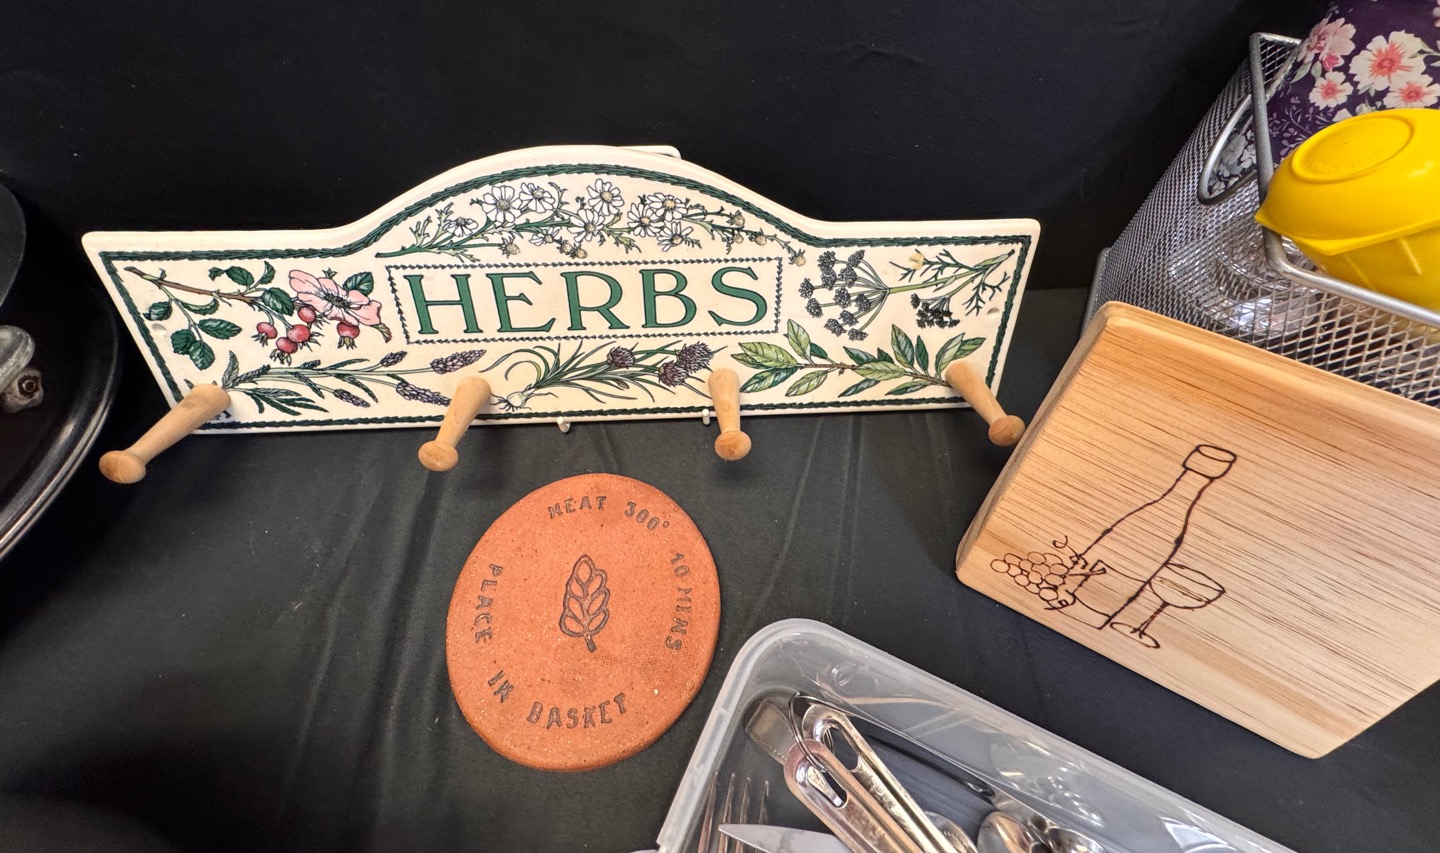 HERBS
HEAT 300° 10 MINS
PLACE IN BASKET